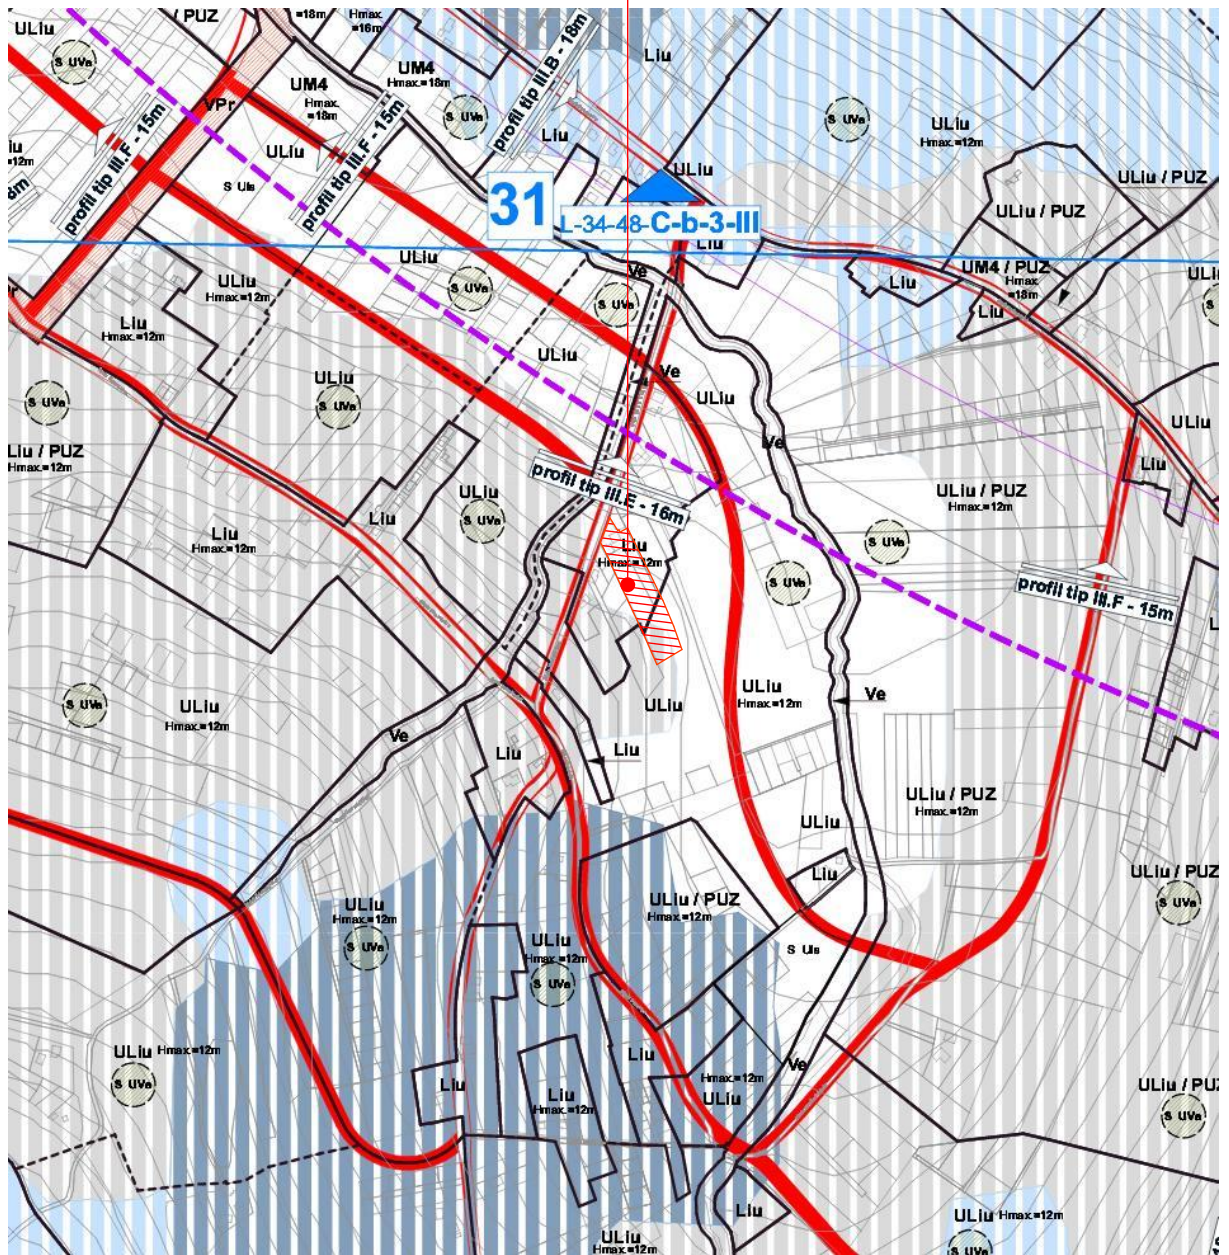 ULiu
/ PUZ
=18m
Hmax.
=16m
S UVa
profil tip III.F - 15m
VPr
UM4
Hmax.
=18m
UM4
Hmax.=18m
S UVa
profil tip III.B - 18m
Liu
Liu
S UVa
ULiu
Hmax.=12m
=12m
8m
ULiu
S UIs
profil tip III.F - 15m
ULiu
ULiu / PUZ
ULiu / PUZ
31
L-34-48-C-b-3-III
Liu
Ve
ULiu
S UVa
S UVa
ULiu
Hmax.=12m
Liu
UM4 / PUZ
Hmax.
=18m
Liu
Liu
Hmax.=12m
ULiu
Ve
ULiu
ULiu
S UVa
S UVa
ULiu
Ve
Liu / PUZ
Hmax.=12m
profil tip III.E - 16m
Liu
ULiu
S UVa
Liu
ULiu / PUZ
Hmax.=12m
Liu
Hmax.=12m
S UVa
Liu
Hmax.=12m
S UVa
profil tip III.F - 15m
S UVa
ULiu
Hmax.=12m
ULiu
ULiu
Hmax.=12m
Ve
Ve
Liu
Liu
ULiu / PUZ
Hmax.=12m
ULiu
Liu
ULiu / PUZ
S UVa
ULiu
Hmax.=12m
S UVa
ULiu / PUZ
Hmax.=12m
ULiu
Hmax.=12m
S UVa
S UIs
ULiu Hmax.=12m
S UVa
Liu
Liu
Hmax.=12m
Liu
Hmax.=12m
ULiu
Ve
ULiu / PUZ
S UVa
Liu
ULiu Hmax.=12m
S UVa
ULiu
Hmax.=12m